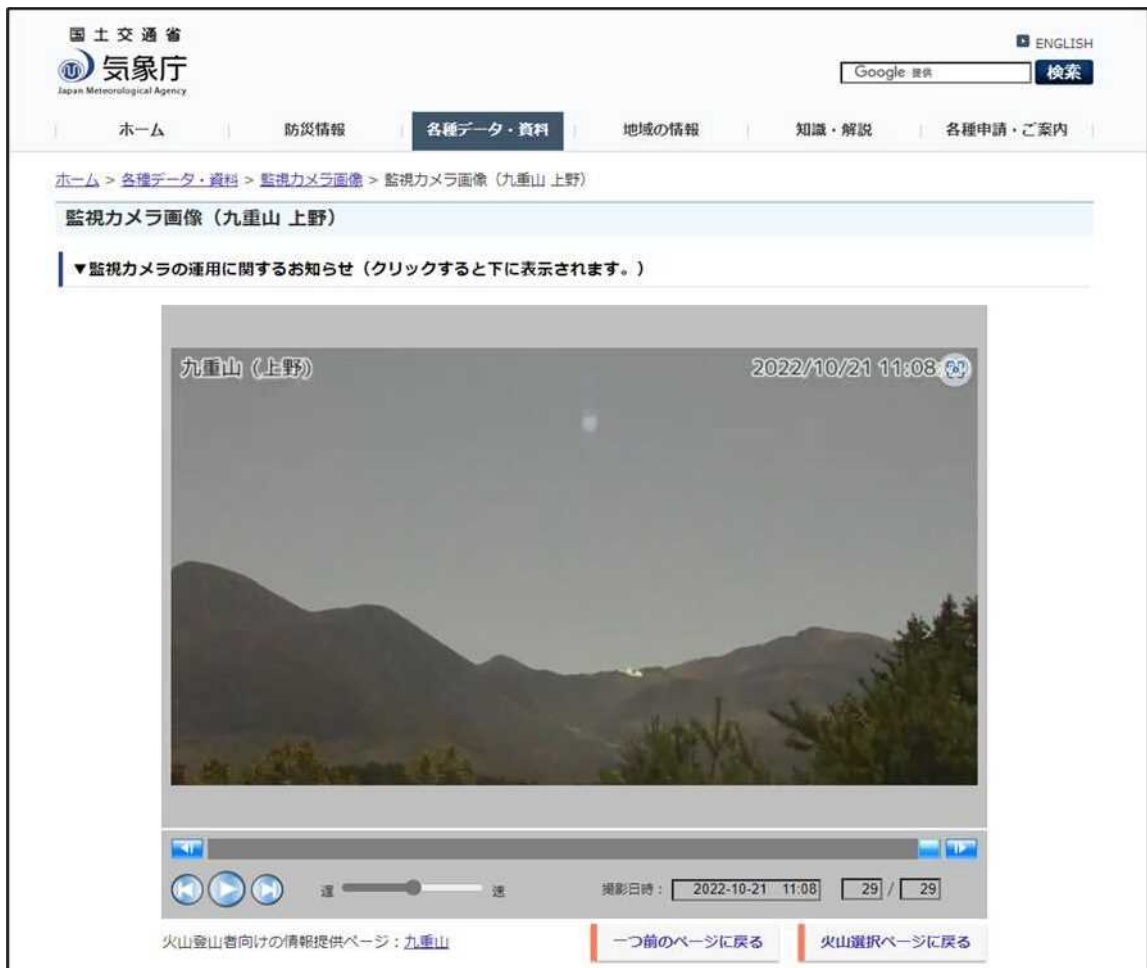 国土交通省
気象庁
Japan Meteorological Agency
ENGLISH
Google 提供
検索
ホーム 防災情報 各種データ・資料 地域の情報 知識・解説 各種申請・ご案内
ホーム > 各種データ・資料 > 監視カメラ画像 > 監視カメラ画像（九重山 上野）
監視カメラ画像（九重山 上野）
▼監視カメラの運用に関するお知らせ（クリックすると下に表示されます。）
九重山（上野） 2022/10/21 11:08
遅 速 撮影日時： 2022-10-21 11:08 29 / 29
火山登山者向けの情報提供ページ：九重山 一つ前のページに戻る 火山選択ページに戻る